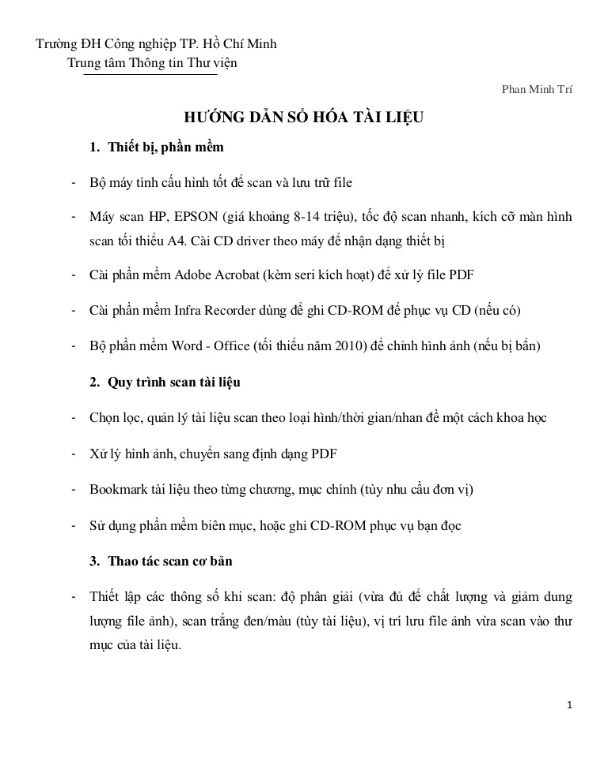 Trường ĐH Công nghiệp TP. Hồ Chí Minh
Trung tâm Thông tin Thư viện
Phan Minh Trí
HƯỚNG DẪN SỐ HÓA TÀI LIỆU
1. Thiết bị, phần mềm
- Bộ máy tính cấu hình tốt để scan và lưu trữ file
- Máy scan HP, EPSON (giá khoảng 8-14 triệu), tốc độ scan nhanh, kích cỡ màn hình
scan tối thiểu A4. Cài CD driver theo máy để nhận dạng thiết bị
- Cài phần mềm Adobe Acrobat (kèm seri kích hoạt) để xử lý file PDF
- Cài phần mềm Infra Recorder dùng để ghi CD-ROM để phục vụ CD (nếu có)
- Bộ phần mềm Word - Office (tối thiểu năm 2010) để chỉnh hình ảnh (nếu bị bẩn)
2. Quy trình scan tài liệu
- Chọn lọc, quản lý tài liệu scan theo loại hình/thời gian/nhan đề một cách khoa học
- Xử lý hình ảnh, chuyển sang định dạng PDF
- Bookmark tài liệu theo từng chương, mục chính (tùy nhu cầu đơn vị)
- Sử dụng phần mềm biên mục, hoặc ghi CD-ROM phục vụ bạn đọc
3. Thao tác scan cơ bản
- Thiết lập các thông số khi scan: độ phân giải (vừa đủ để chất lượng và giảm dung
lượng file ảnh), scan trắng đen/màu (tùy tài liệu), vị trí lưu file ảnh vừa scan vào thư
mục của tài liệu.
1